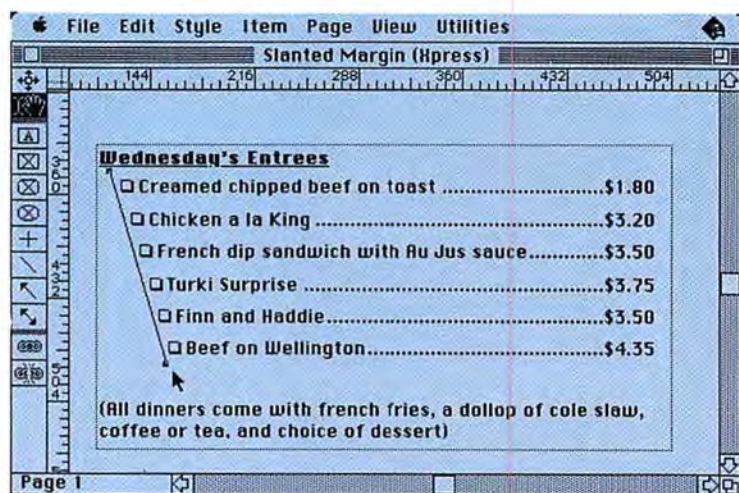 File Edit Style Item Page View Utilities
Slanted Margin (Xpress)
144 216 288 360 432 504
Wednesday's Entrees
Creamed chipped beef on toast ..........................$1.80
Chicken a la King ................................................$3.20
French dip sandwich with Au Jus sauce............$3.50
Turki Surprise ....................................................$3.75
Finn and Haddie..............................................$3.50
Beef on Wellington..........................................$4.35
(All dinners come with french fries, a dollop of cole slaw,
coffee or tea, and choice of dessert)
360
432
504
A
Page 1